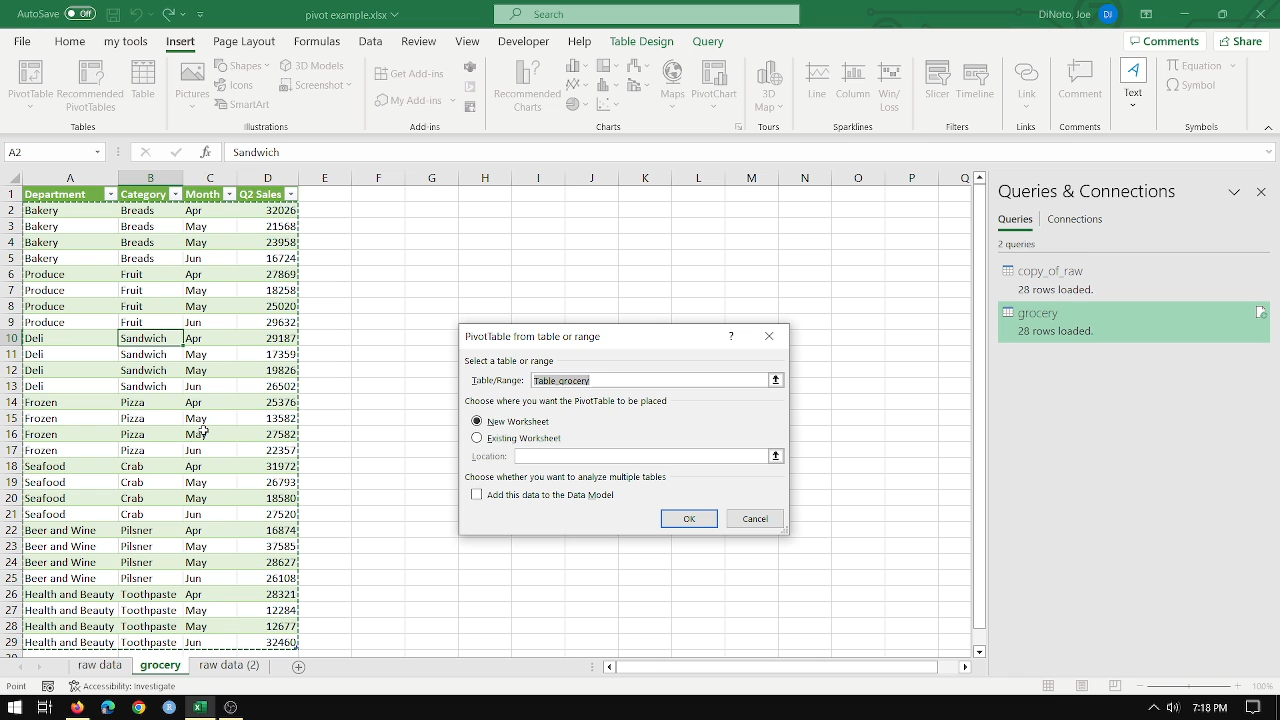 AutoSave Off pivot example.xlsx Search DiNoto, Joe DJ
File Home my tools Insert Page Layout Formulas Data Review View Developer Help Table Design Query Comments Share
PivotTable Recommended PivotTables Table Pictures Shapes Icons SmartArt 3D Models Screenshot Get Add-ins My Add-ins Recommended Charts Maps PivotChart 3D Map Line Column Win/Loss Slicer Timeline Link Comment Text Equation Symbol
Tables Illustrations Add-ins Charts Tours Sparklines Filters Links Comments Symbols
A2 fx Sandwich
A B C D E F G H I J K L M N O P Q
1 Department Category Month Q2 Sales
2 Bakery Breads Apr 32026
3 Bakery Breads May 21568
4 Bakery Breads May 23958
5 Bakery Breads Jun 16724
6 Produce Fruit Apr 27869
7 Produce Fruit May 18258
8 Produce Fruit May 25020
9 Produce Fruit Jun 29632
10 Deli Sandwich Apr 29187
11 Deli Sandwich May 17359
12 Deli Sandwich May 19826
13 Deli Sandwich Jun 26502
14 Frozen Pizza Apr 25376
15 Frozen Pizza May 13582
16 Frozen Pizza May 27582
17 Frozen Pizza Jun 22357
18 Seafood Crab Apr 31972
19 Seafood Crab May 26793
20 Seafood Crab May 18580
21 Seafood Crab Jun 27520
22 Beer and Wine Pilsner Apr 16874
23 Beer and Wine Pilsner May 37585
24 Beer and Wine Pilsner May 28627
25 Beer and Wine Pilsner Jun 26108
26 Health and Beauty Toothpaste Apr 28321
27 Health and Beauty Toothpaste May 12284
28 Health and Beauty Toothpaste May 12677
29 Health and Beauty Toothpaste Jun 32460
PivotTable from table or range ?
Select a table or range
Table/Range: Table_grocery
Choose where you want the PivotTable to be placed
New Worksheet
Existing Worksheet
Location:
Choose whether you want to analyze multiple tables
Add this data to the Data Model
OK Cancel
Queries & Connections
Queries Connections
2 queries
copy_of_raw
28 rows loaded.
grocery
28 rows loaded.
raw data grocery raw data (2)
Point Accessibility: Investigate 100%
7:18 PM